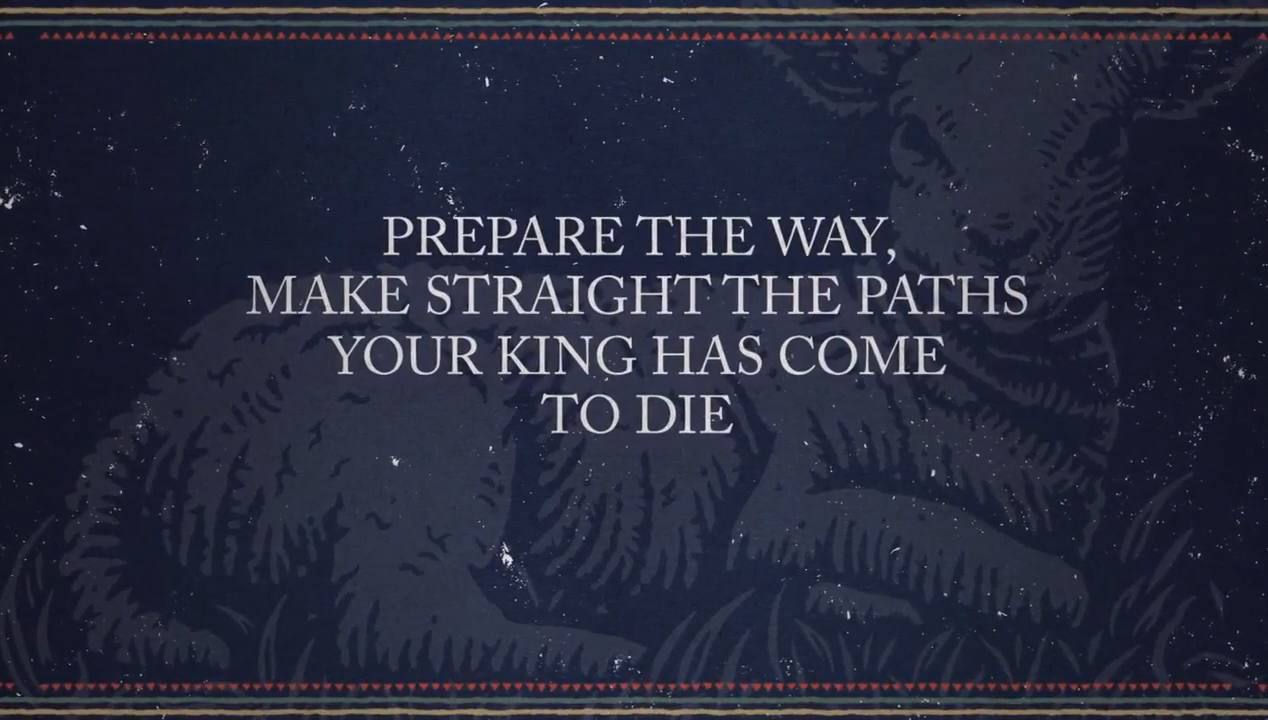 PREPARE THE WAY,
MAKE STRAIGHT THE PATHS
YOUR KING HAS COME
TO DIE